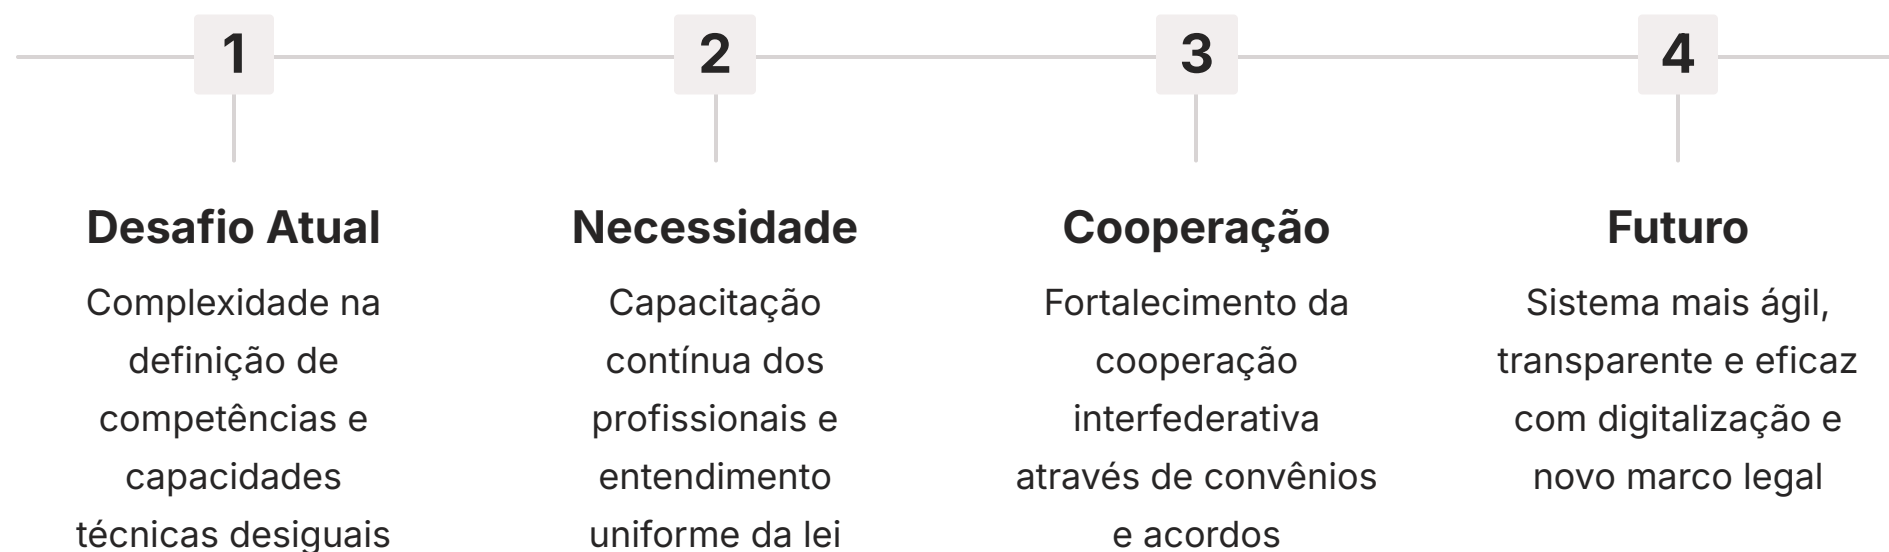 1
2
3
4
Desafio Atual
Complexidade na
definição de
competências e
capacidades
técnicas desiguais
Necessidade
Capacitação
contínua dos
profissionais e
entendimento
uniforme da lei
Cooperação
Fortalecimento da
cooperação
interfederativa
através de convênios
e acordos
Futuro
Sistema mais ágil,
transparente e eficaz
com digitalização e
novo marco legal